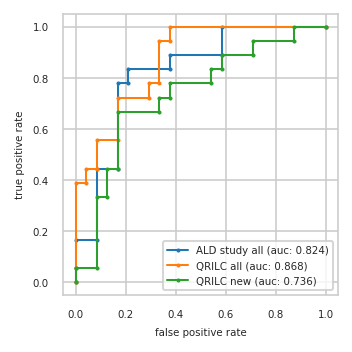 true positive rate
1.0
0.8
0.6
0.4
0.2
0.0
ALD study all (auc: 0.824)
QRILC all (auc: 0.868)
QRILC new (auc: 0.736)
0.0 0.2 0.4 0.6 0.8 1.0
false positive rate